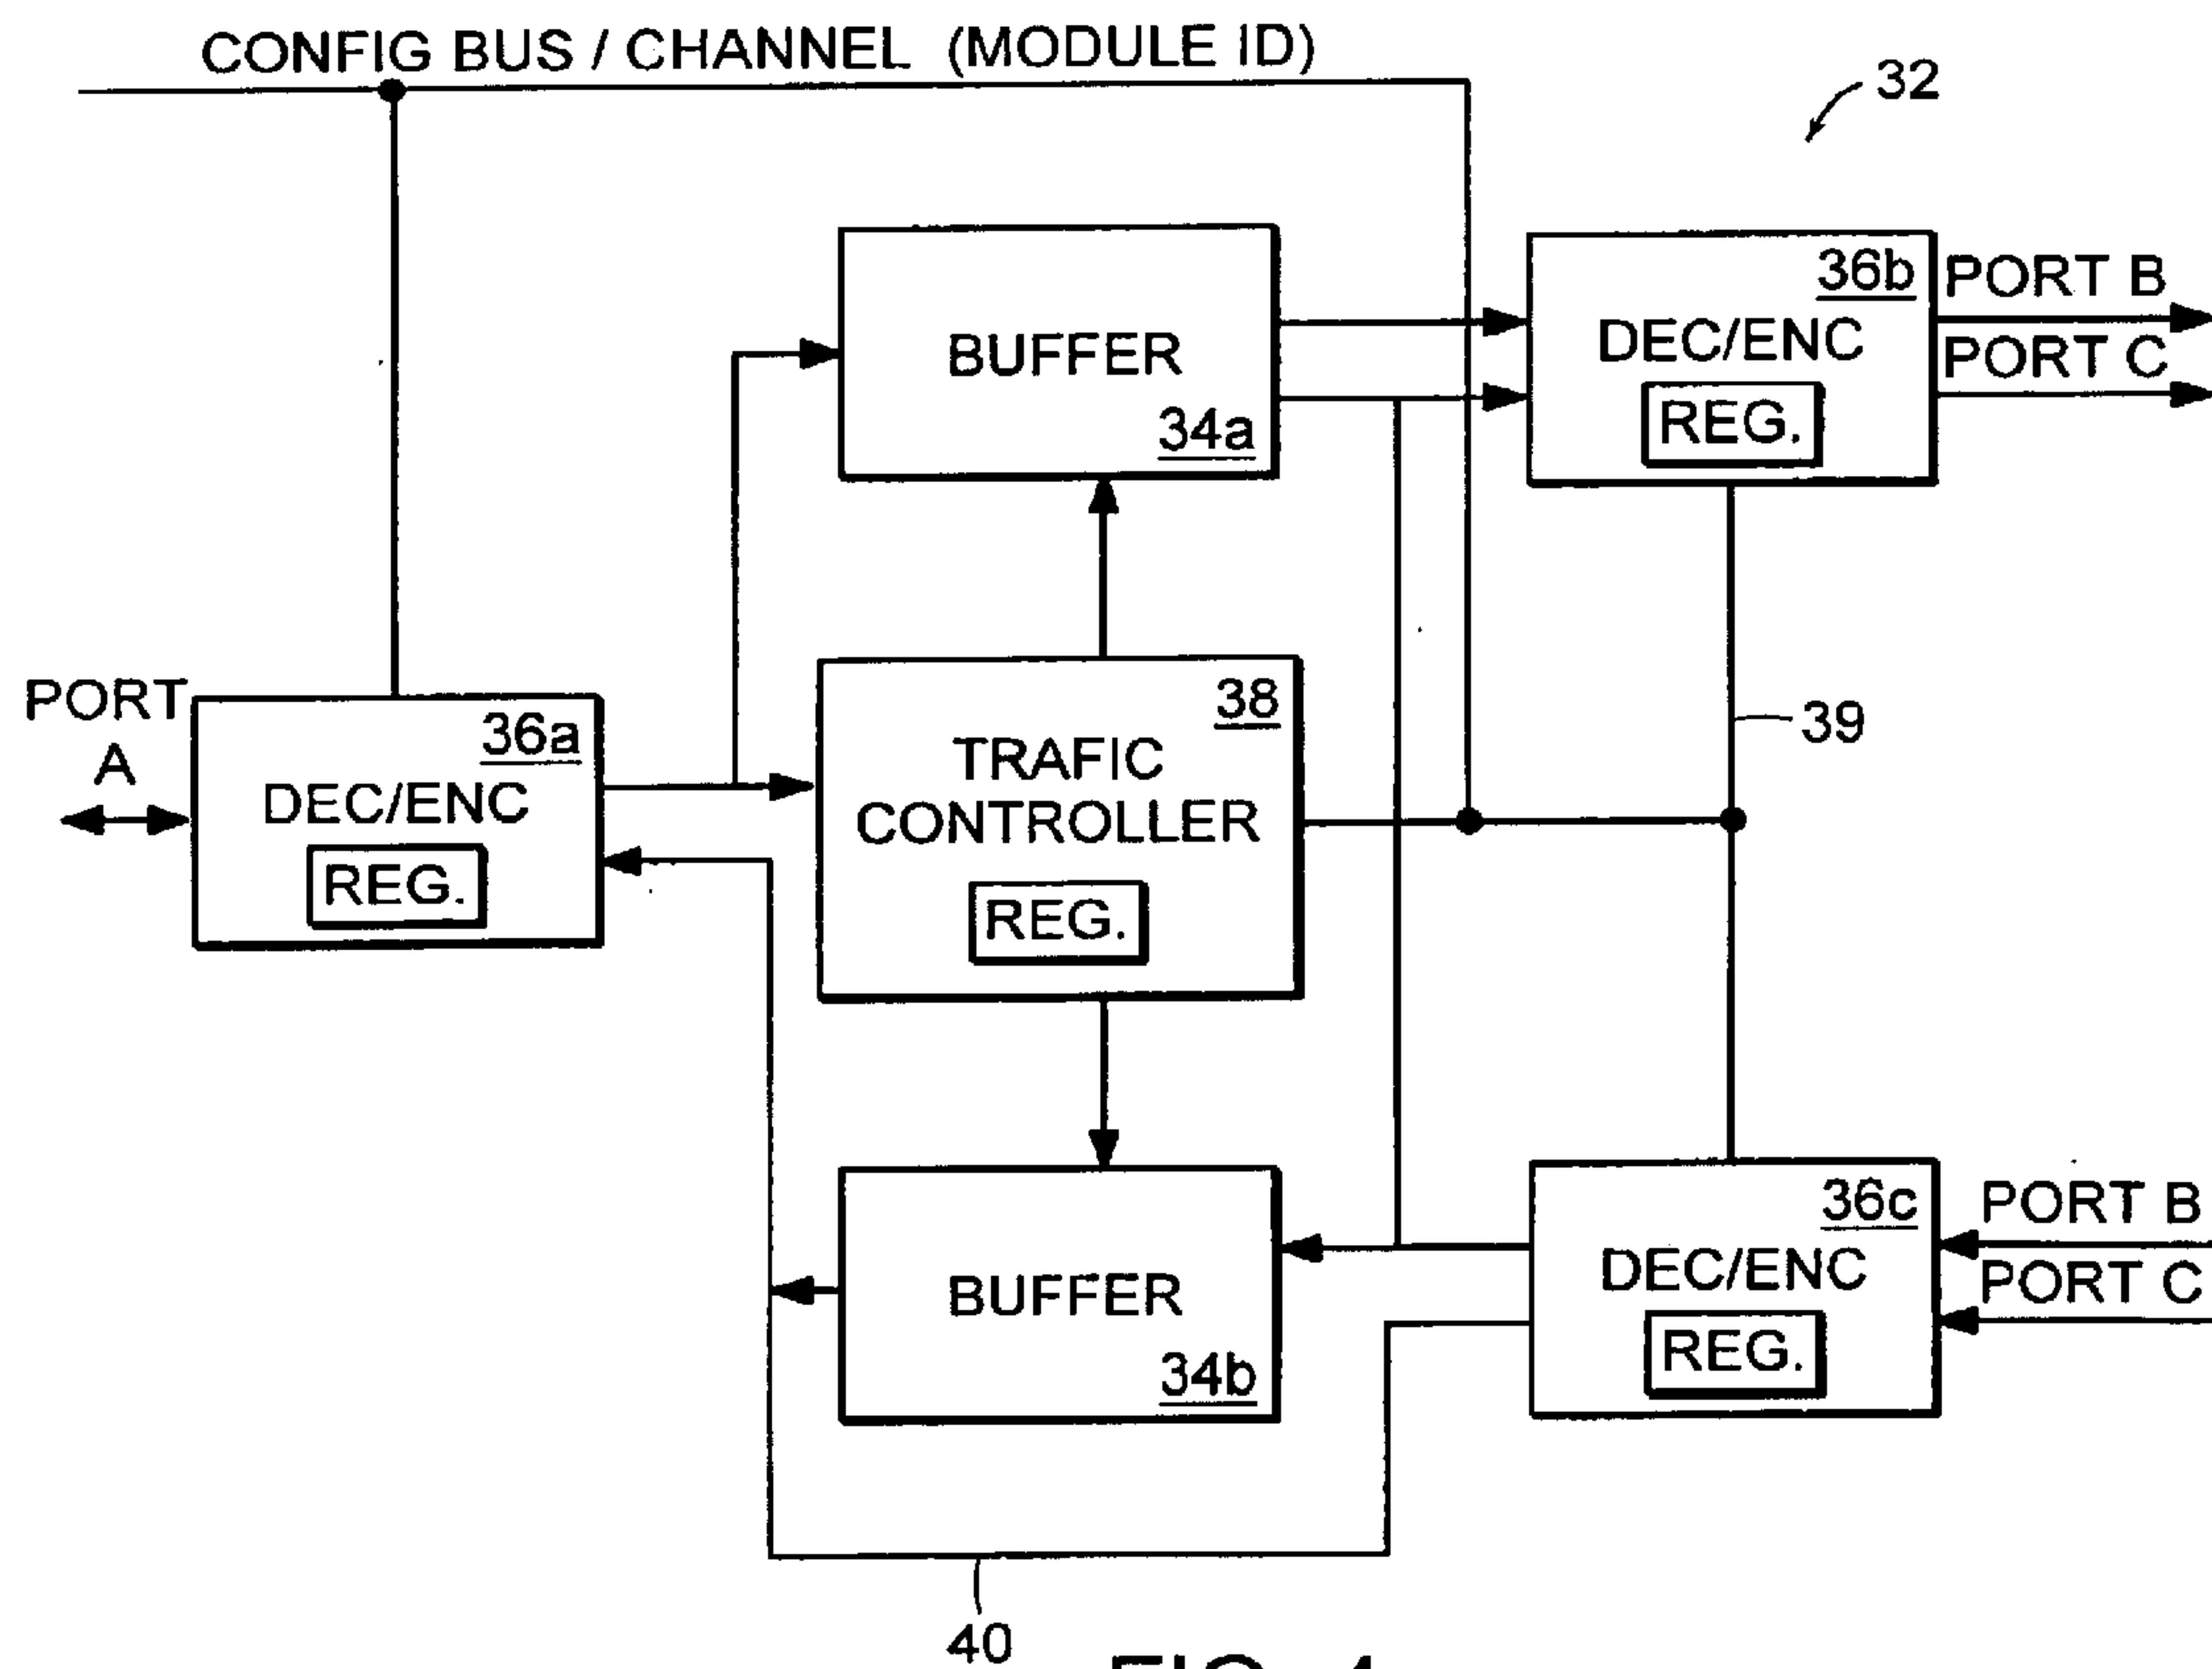 CONFIG BUS / CHANNEL (MODULE ID)
32
36b
DEC/ENC
REG.
PORT B
PORT C
BUFFER
34a
PORT
A
36a
DEC/ENC
REG.
38
TRAFIC
CONTROLLER
REG.
39
36c
DEC/ENC
REG.
PORT B
PORT C
BUFFER
34b
40